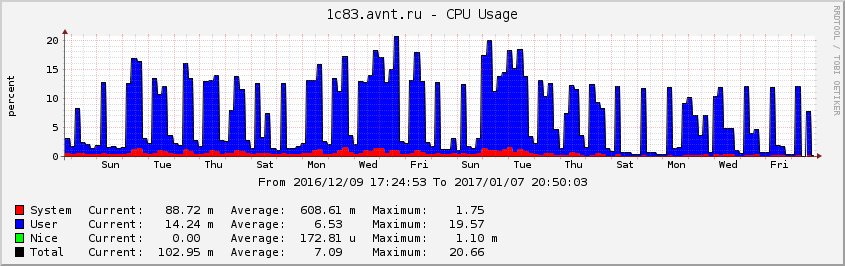 1c83.avnt.ru - CPU Usage
RRDTOOL / TOBI OETIKER
percent
20
15
10
5
0
Sun Tue Thu Sat Mon Wed Fri Sun Tue Thu Sat Mon Wed Fri
From 2016/12/09 17:24:53 To 2017/01/07 20:50:03
System Current: 88.72 m Average: 608.61 m Maximum: 1.75
User Current: 14.24 m Average: 6.53 Maximum: 19.57
Nice Current: 0.00 Average: 172.81 u Maximum: 1.10 m
Total Current: 102.95 m Average: 7.09 Maximum: 20.66